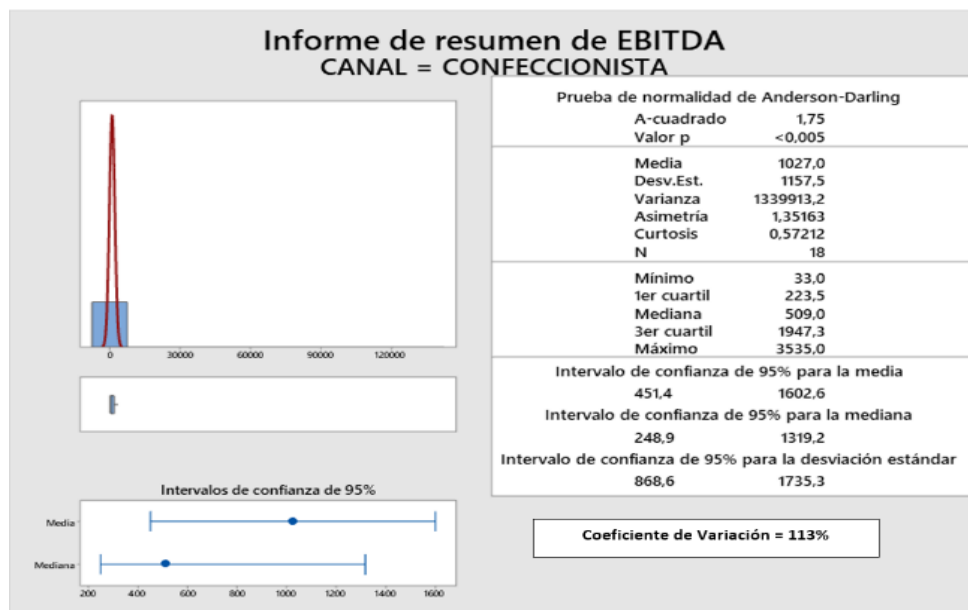 Informe de resumen de EBITDA
CANAL = CONFECCIONISTA
0 30000 60000 90000 120000
Intervalos de confianza de 95%
Media
Mediana
200 400 600 800 1000 1200 1400 1600
Prueba de normalidad de Anderson-Darling
A-cuadrado 1,75
Valor p <0,005
Media 1027,0
Desv.Est. 1157,5
Varianza 1339913,2
Asimetría 1,35163
Curtosis 0,57212
N 18
Mínimo 33,0
1er cuartil 223,5
Mediana 509,0
3er cuartil 1947,3
Máximo 3535,0
Intervalo de confianza de 95% para la media
451,4 1602,6
Intervalo de confianza de 95% para la mediana
248,9 1319,2
Intervalo de confianza de 95% para la desviación estándar
868,6 1735,3
Coeficiente de Variación = 113%